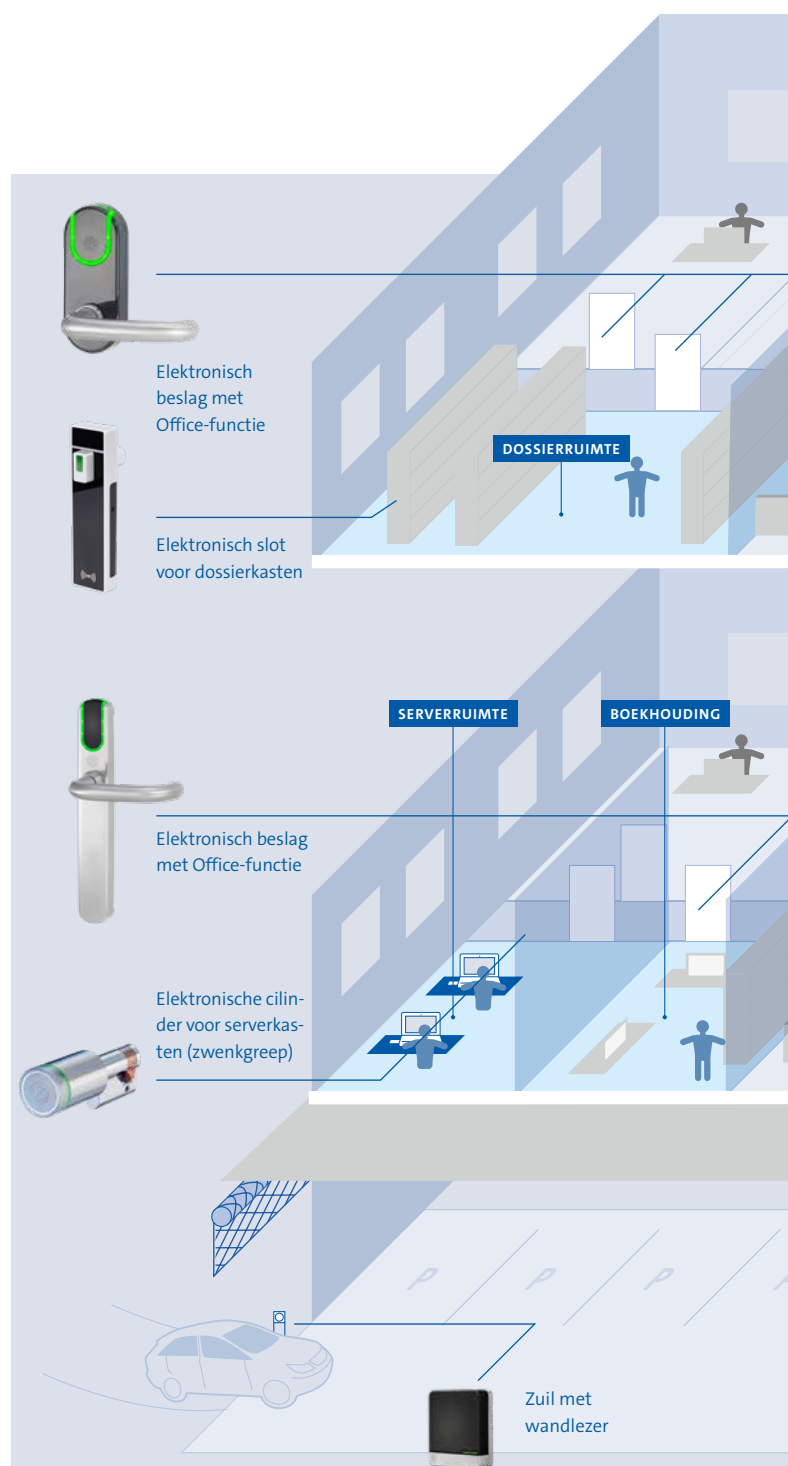 Elektronisch
beslag met
Office-functie
DOSSIERRUIMTE
Elektronisch slot
voor dossierkasten
SERVERRUIMTE
BOEKHOUDING
Elektronisch beslag
met Office-functie
Elektronische cilin-
der voor serverkas-
ten (zwenkgreep)
P
P
P
P
Zuil met
wandlezer